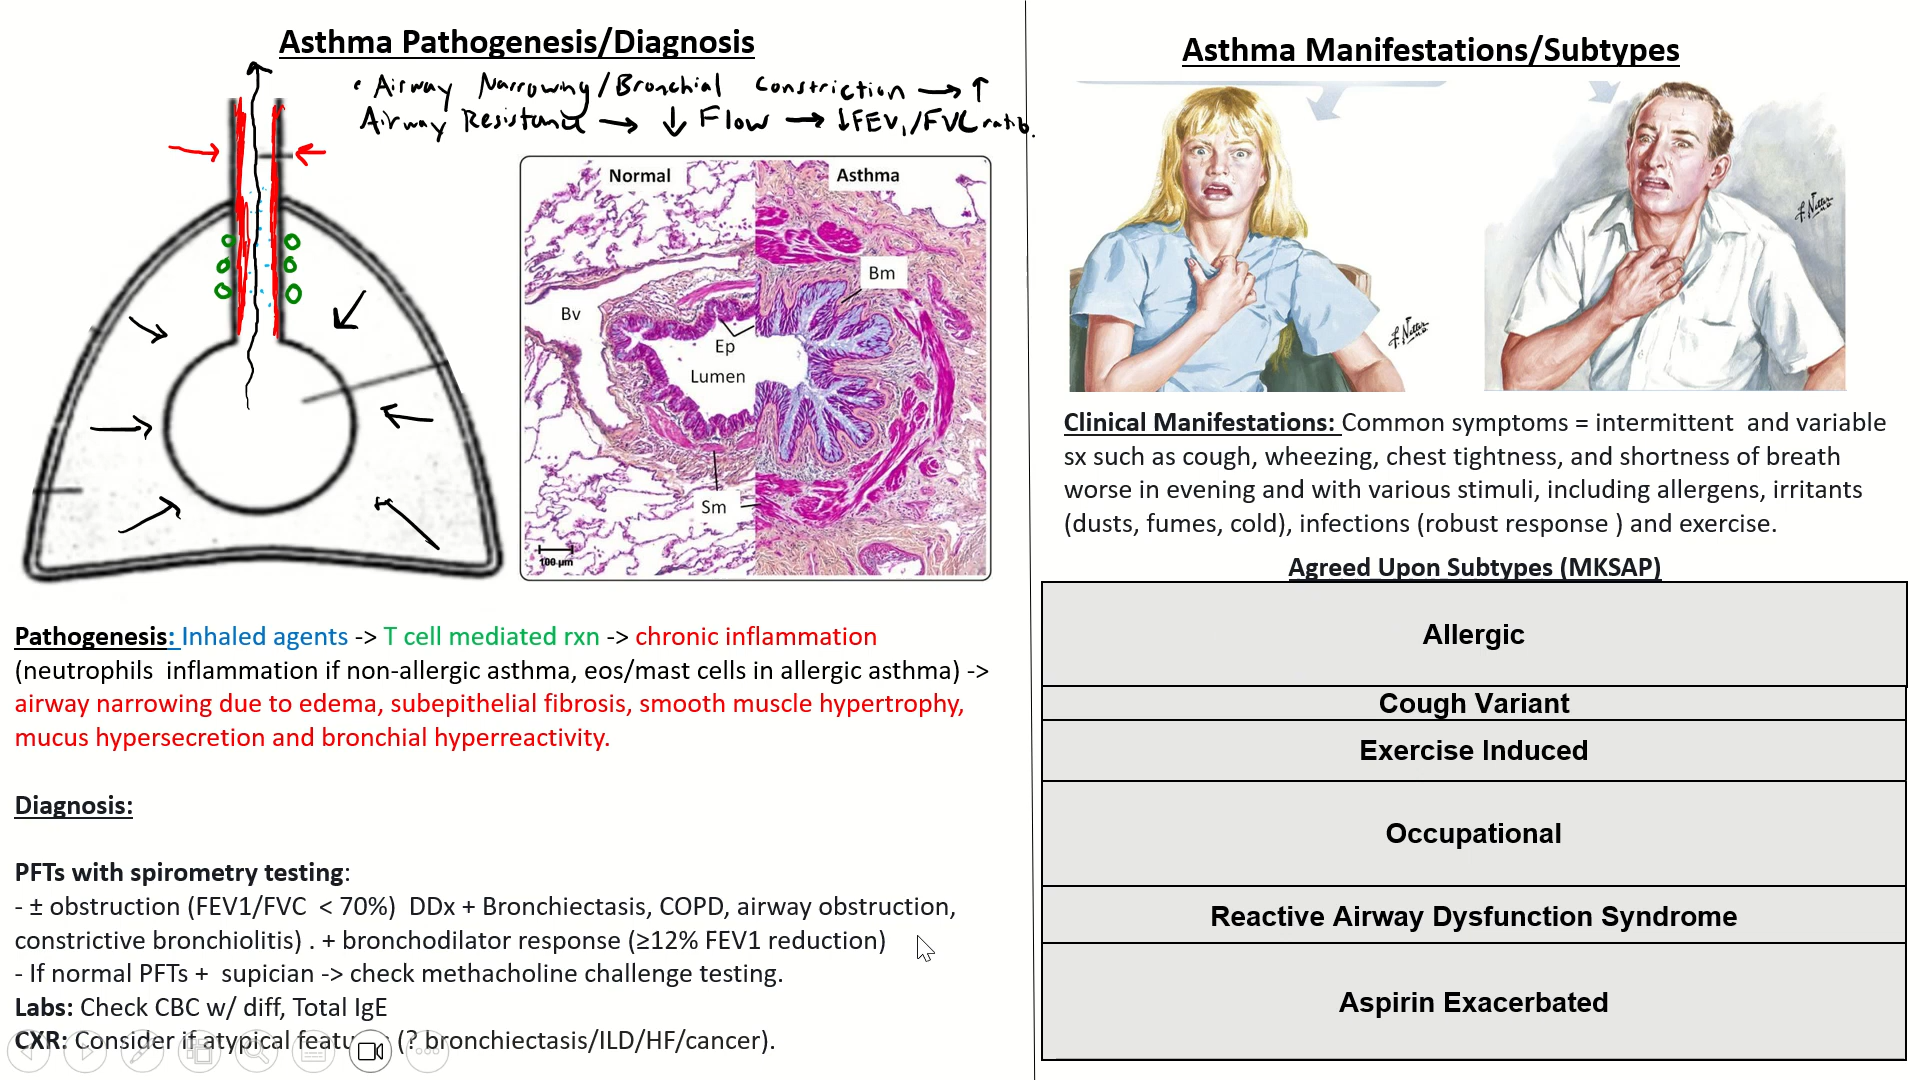 Asthma Pathogenesis/Diagnosis
• Airway Narrowing/Bronchial Constriction → ↑
Airway Resistance → ↓ Flow → ↓FEV₁/FVC ratio.
Normal
Asthma
Bm
Bv
Ep
Lumen
Sm
100 µm
Pathogenesis: Inhaled agents -> T cell mediated rxn -> chronic inflammation
(neutrophils inflammation if non-allergic asthma, eos/mast cells in allergic asthma) ->
airway narrowing due to edema, subepithelial fibrosis, smooth muscle hypertrophy,
mucus hypersecretion and bronchial hyperreactivity.
Diagnosis:
PFTs with spirometry testing:
- ± obstruction (FEV1/FVC < 70%) DDx + Bronchiectasis, COPD, airway obstruction,
constrictive bronchiolitis) . + bronchodilator response (≥12% FEV1 reduction)
- If normal PFTs + supician -> check methacholine challenge testing.
Labs: Check CBC w/ diff, Total IgE
CXR: Consider if atypical features (? bronchiectasis/ILD/HF/cancer).
Asthma Manifestations/Subtypes
F. Netter
F. Netter
Clinical Manifestations: Common symptoms = intermittent and variable
sx such as cough, wheezing, chest tightness, and shortness of breath
worse in evening and with various stimuli, including allergens, irritants
(dusts, fumes, cold), infections (robust response ) and exercise.
Agreed Upon Subtypes (MKSAP)
Allergic
Cough Variant
Exercise Induced
Occupational
Reactive Airway Dysfunction Syndrome
Aspirin Exacerbated